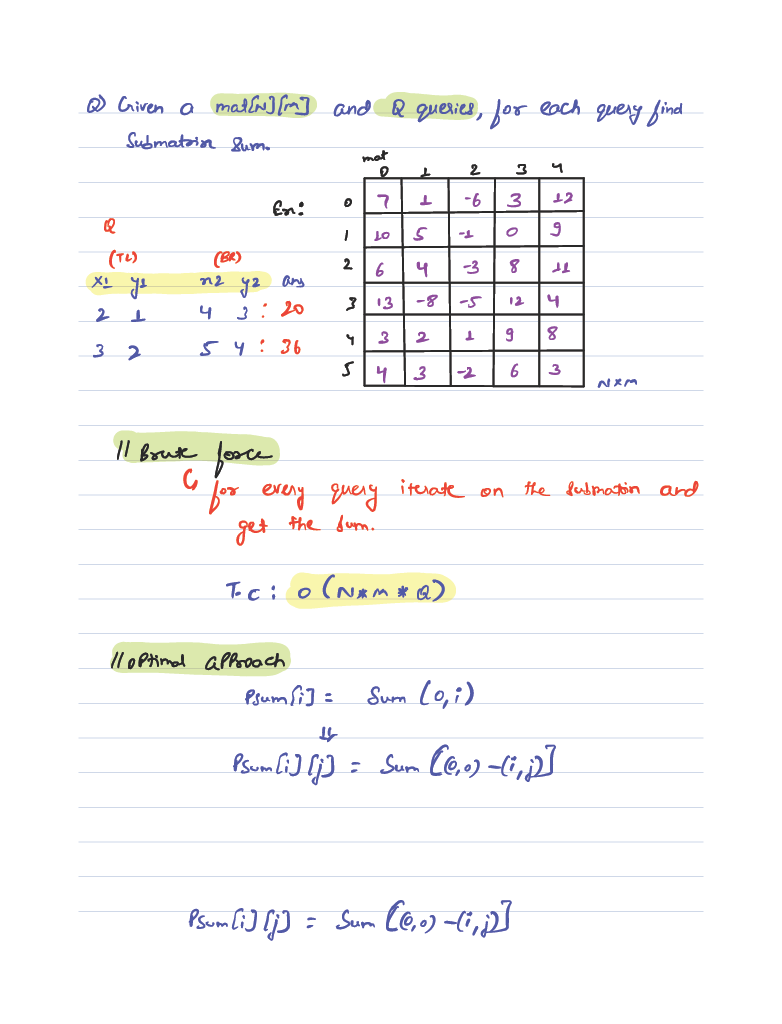 Q) Given a mat[N][M] and Q queries, for each query find
Submatrix Sum.
mat
0 1 2 3 4
Ex:
0 7 1 -6 3 12
1 10 5 -1 0 9
2 6 4 -3 8 11
3 13 -8 -5 12 4
4 3 2 1 9 8
5 4 3 -2 6 3
N*M
Q
(TL) (BR)
x1 y1 x2 y2 ans
2 1 4 3 : 20
3 2 5 4 : 36
// Brute force
↳ for every query iterate on the submatrix and
get the sum.
T.C : O(N*M*Q)
// optimal approach
Psum[i] = Sum (0,i)
⇓
Psum[i][j] = Sum [(0,0)-(i,j)]
Psum[i][j] = Sum [(0,0)-(i,j)]